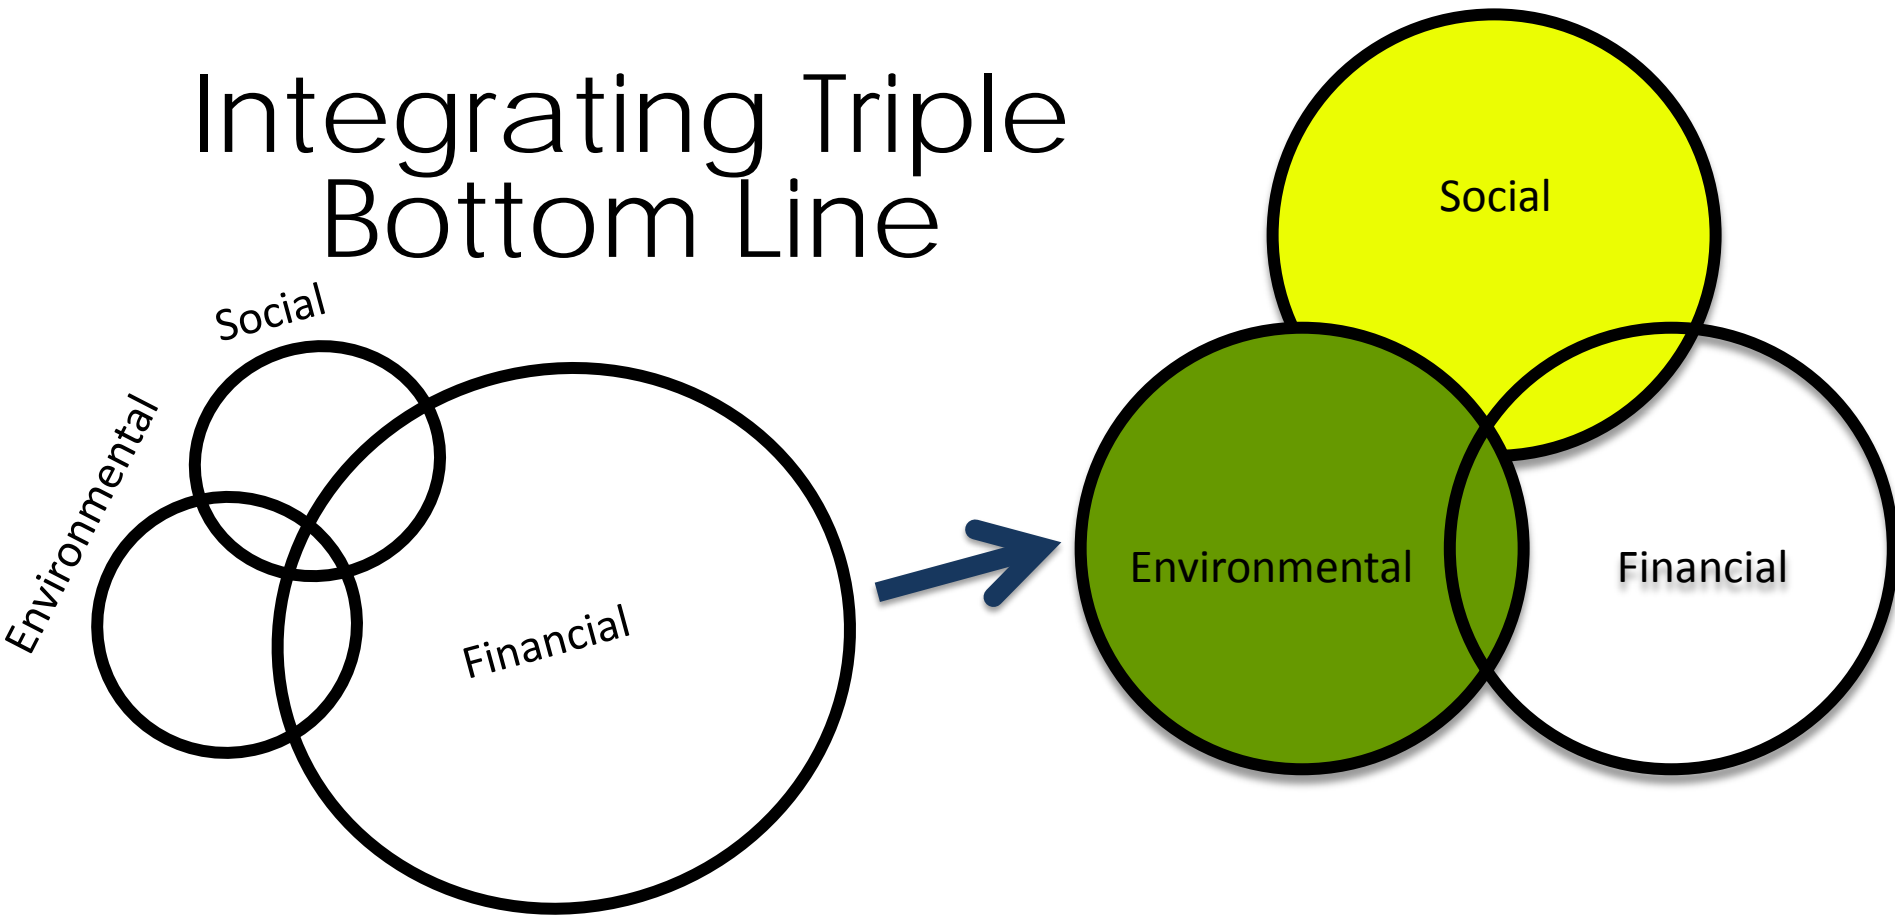 Integrating Triple
Bottom Line
Social
Environmental
Financial
Social
Environmental
Financial